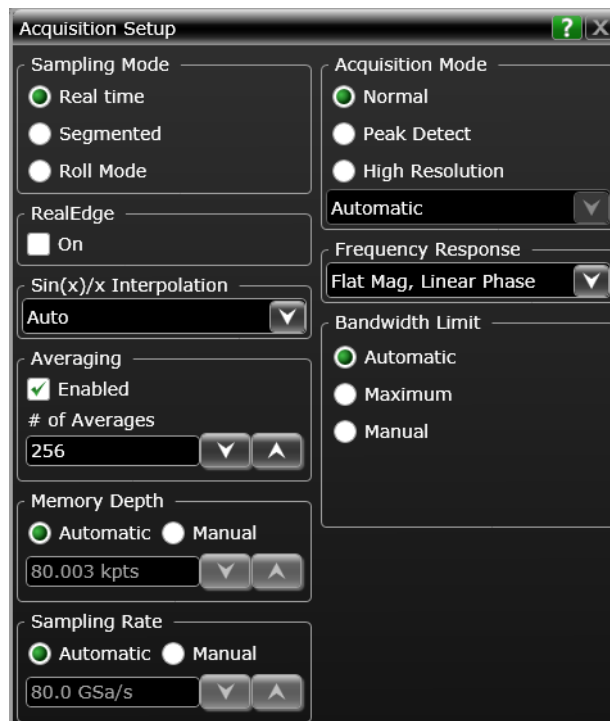 Acquisition Setup
? X
Sampling Mode
Real time
Segmented
Roll Mode
RealEdge
On
Sin(x)/x Interpolation
Auto
Averaging
Enabled
# of Averages
256
Memory Depth
Automatic Manual
80.003 kpts
Sampling Rate
Automatic Manual
80.0 GSa/s
Acquisition Mode
Normal
Peak Detect
High Resolution
Automatic
Frequency Response
Flat Mag, Linear Phase
Bandwidth Limit
Automatic
Maximum
Manual